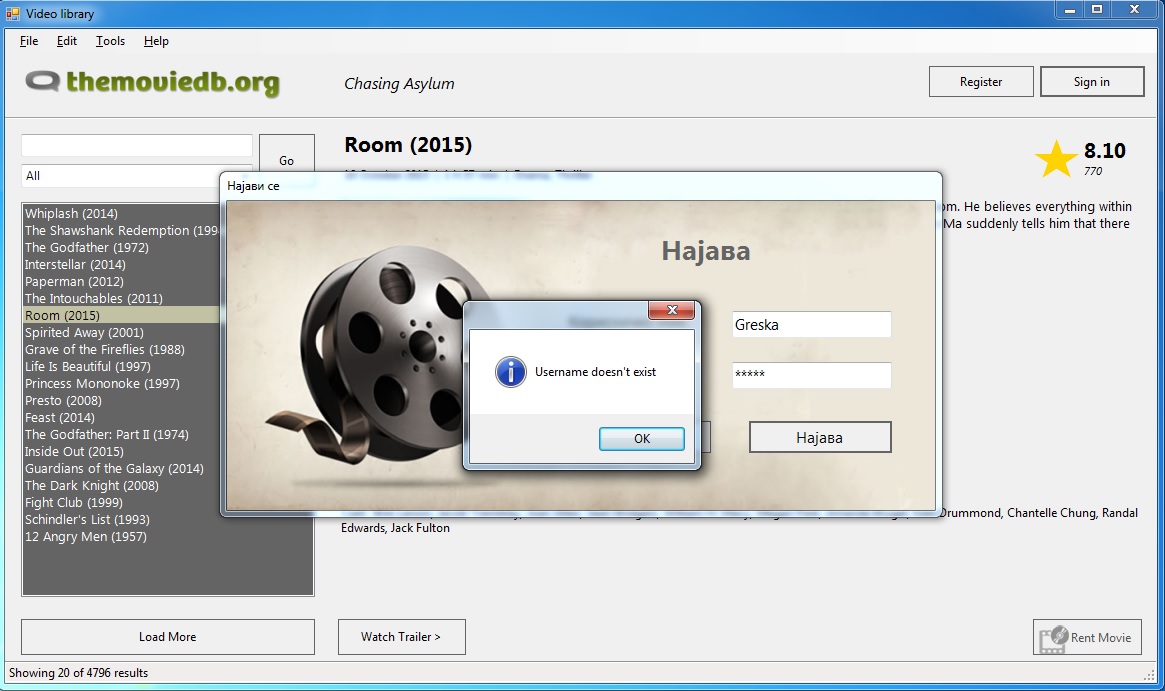 Video library
File Edit Tools Help
themoviedb.org
Chasing Asylum
Register
Sign in
Go
All
Room (2015)
8.10
770
Најави се
om. He believes everything within
Ma suddenly tells him that there
Whiplash (2014)
The Shawshank Redemption (199
The Godfather (1972)
Interstellar (2014)
Paperman (2012)
The Intouchables (2011)
Room (2015)
Spirited Away (2001)
Grave of the Fireflies (1988)
Life Is Beautiful (1997)
Princess Mononoke (1997)
Presto (2008)
Feast (2014)
The Godfather: Part II (1974)
Inside Out (2015)
Guardians of the Galaxy (2014)
The Dark Knight (2008)
Fight Club (1999)
Schindler's List (1993)
12 Angry Men (1957)
Најава
Greska
*****
Најава
Username doesn't exist
OK
Drummond, Chantelle Chung, Randal
Edwards, Jack Fulton
Load More
Watch Trailer >
Rent Movie
Showing 20 of 4796 results